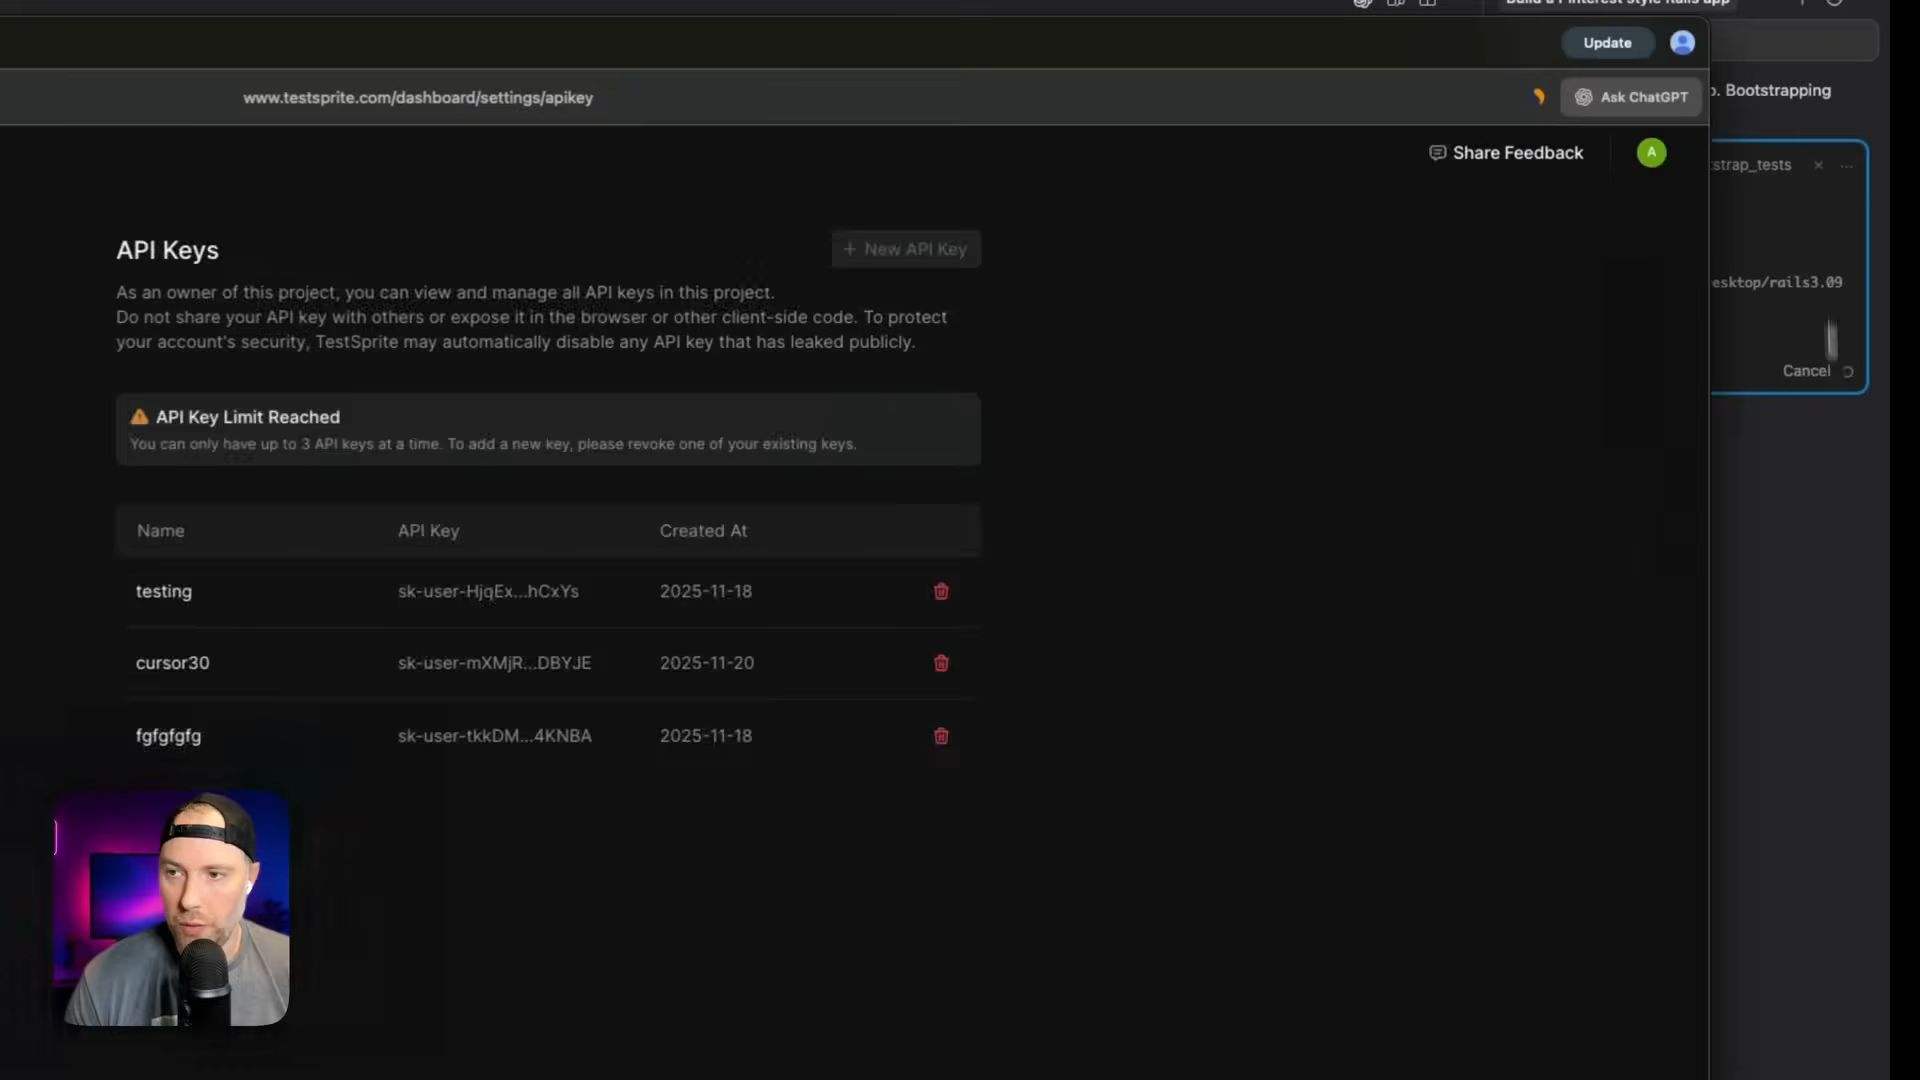 Build a Pinterest style Rails app
Update
www.testsprite.com/dashboard/settings/apikey
Ask ChatGPT
Bootstrapping
Share Feedback
A
strap_tests
API Keys
+ New API Key
As an owner of this project, you can view and manage all API keys in this project.
Do not share your API key with others or expose it in the browser or other client-side code. To protect
your account's security, TestSprite may automatically disable any API key that has leaked publicly.
esktop/rails3.09
Cancel
API Key Limit Reached
You can only have up to 3 API keys at a time. To add a new key, please revoke one of your existing keys.
Name API Key Created At
testing sk-user-HjqEx...hCxYs 2025-11-18
cursor30 sk-user-mXMjR...DBYJE 2025-11-20
fgfgfgfg sk-user-tkkDM...4KNBA 2025-11-18